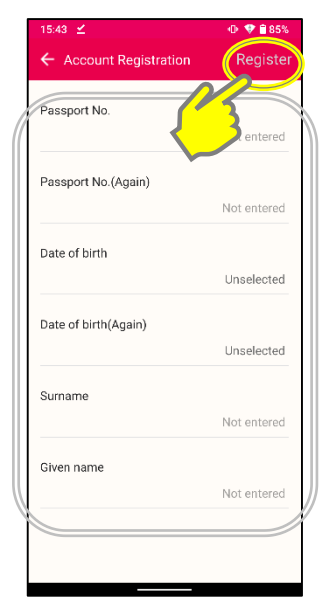 15:43 85%
Account Registration Register
Passport No.
entered
Passport No.(Again)
Not entered
Date of birth
Unselected
Date of birth(Again)
Unselected
Surname
Not entered
Given name
Not entered